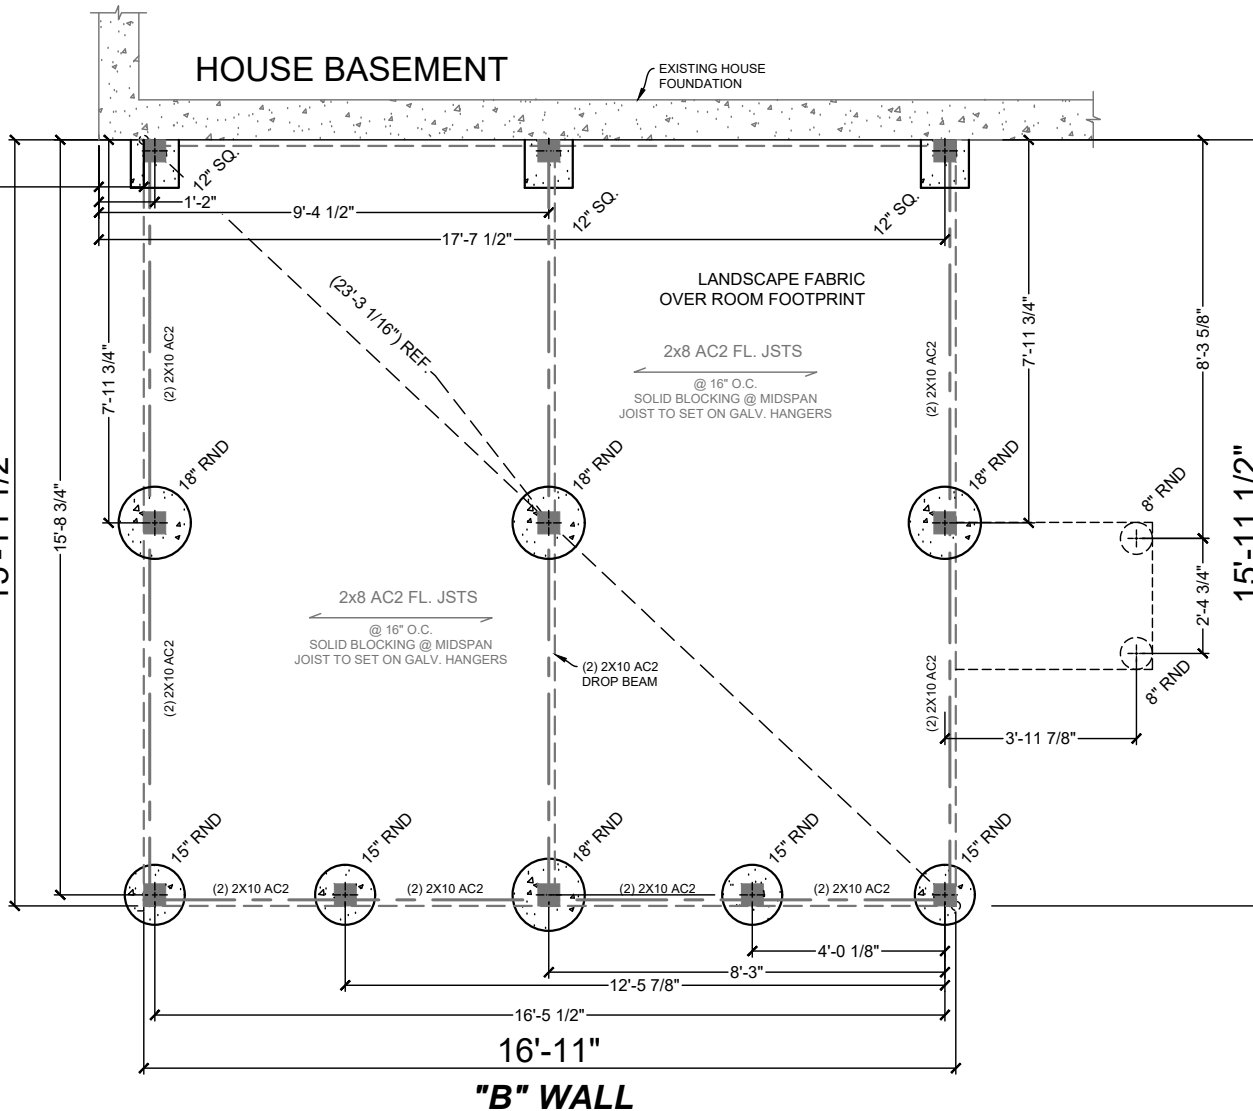 HOUSE BASEMENT
EXISTING HOUSE
FOUNDATION
12" SQ.
12" SQ.
12" SQ.
1'-2"
9'-4 1/2"
17'-7 1/2"
(23'-3 1/16") REF.
LANDSCAPE FABRIC
OVER ROOM FOOTPRINT
2x8 AC2 FL. JSTS
@ 16" O.C.
SOLID BLOCKING @ MIDSPAN
JOIST TO SET ON GALV. HANGERS
(2) 2X10 AC2
(2) 2X10 AC2
7'-11 3/4"
7'-11 3/4"
8'-3 5/8"
15'-8 3/4"
15'-11 1/2"
18" RND
18" RND
18" RND
8" RND
2'-4 3/4"
8" RND
3'-11 7/8"
2x8 AC2 FL. JSTS
@ 16" O.C.
SOLID BLOCKING @ MIDSPAN
JOIST TO SET ON GALV. HANGERS
(2) 2X10 AC2
(2) 2X10 AC2
DROP BEAM
(2) 2X10 AC2
15" RND
15" RND
18" RND
15" RND
15" RND
(2) 2X10 AC2
(2) 2X10 AC2
(2) 2X10 AC2
(2) 2X10 AC2
4'-0 1/8"
8'-3"
12'-5 7/8"
16'-5 1/2"
16'-11"
"B" WALL